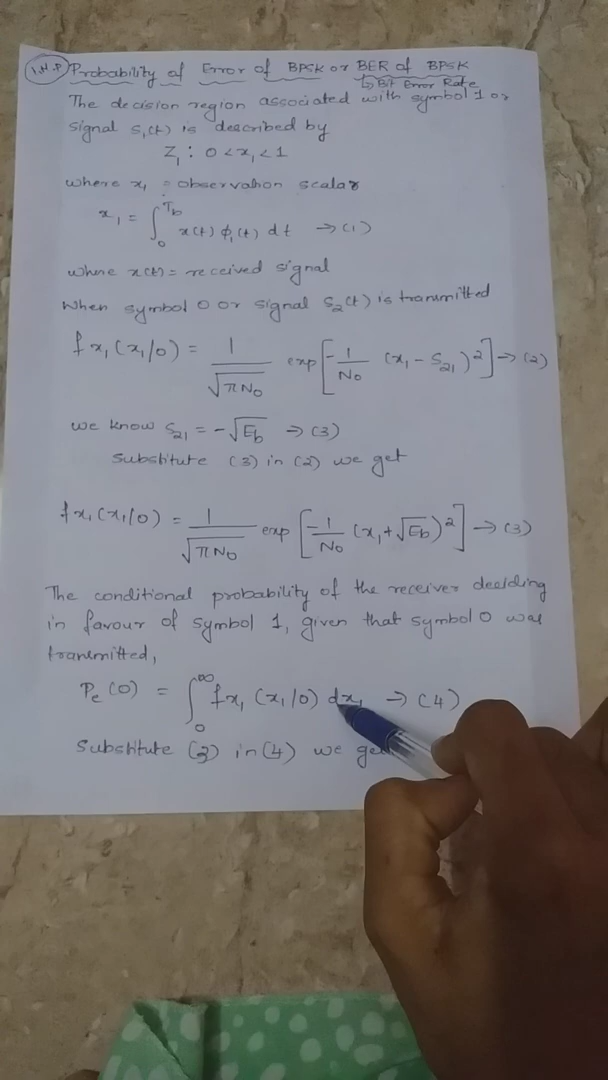 I.M.P Probability of Error of BPSK or BER of BPSK
↳ Bit Error Rate
The decision region associated with symbol 1 or
signal s₁(t) is described by
Z₁ : 0 < x₁ < 1
where x₁ = observation scalar
x₁ = ∫₀^Tb x(t) ϕ₁(t) dt → (1)
where x(t) = received signal
When symbol 0 or signal S₂(t) is transmitted
f x₁ (x₁/0) = 1/√πN₀ exp[-1/N₀ (x₁ - S₂₁)²] → (2)
we know S₂₁ = -√Eb → (3)
Substitute (3) in (2) we get
f x₁ (x₁/0) = 1/√πN₀ exp[-1/N₀ (x₁ + √Eb)²] → (3)
The conditional probability of the receiver deciding
in favour of symbol 1, given that symbol 0 was
transmitted,
Pe(0) = ∫₀^∞ f x₁ (x₁/0) dx₁ → (4)
Substitute (3) in (4) we get